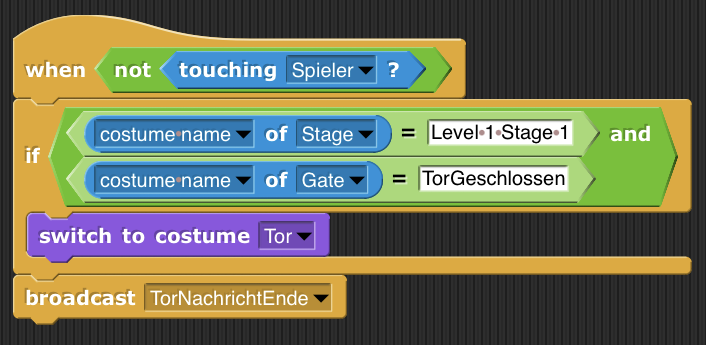 when not touching Spieler ?
costume name of Stage = Level 1 Stage 1 and
if
costume name of Gate = TorGeschlossen
switch to costume Tor
broadcast TorNachrichtEnde